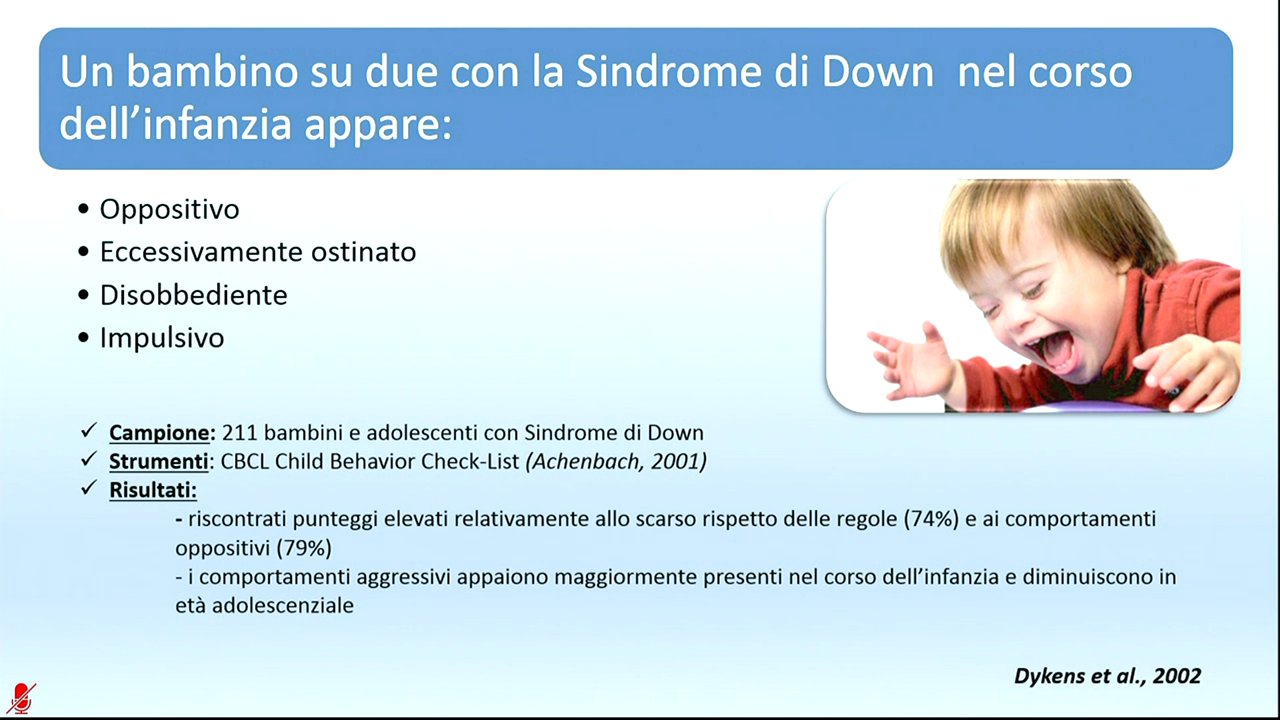 Un bambino su due con la Sindrome di Down nel corso
dell'infanzia appare:
• Oppositivo
• Eccessivamente ostinato
• Disobbediente
• Impulsivo
✓ Campione: 211 bambini e adolescenti con Sindrome di Down
✓ Strumenti: CBCL Child Behavior Check-List (Achenbach, 2001)
✓ Risultati:
- riscontrati punteggi elevati relativamente allo scarso rispetto delle regole (74%) e ai comportamenti
oppositivi (79%)
- i comportamenti aggressivi appaiono maggiormente presenti nel corso dell'infanzia e diminuiscono in
età adolescenziale
Dykens et al., 2002